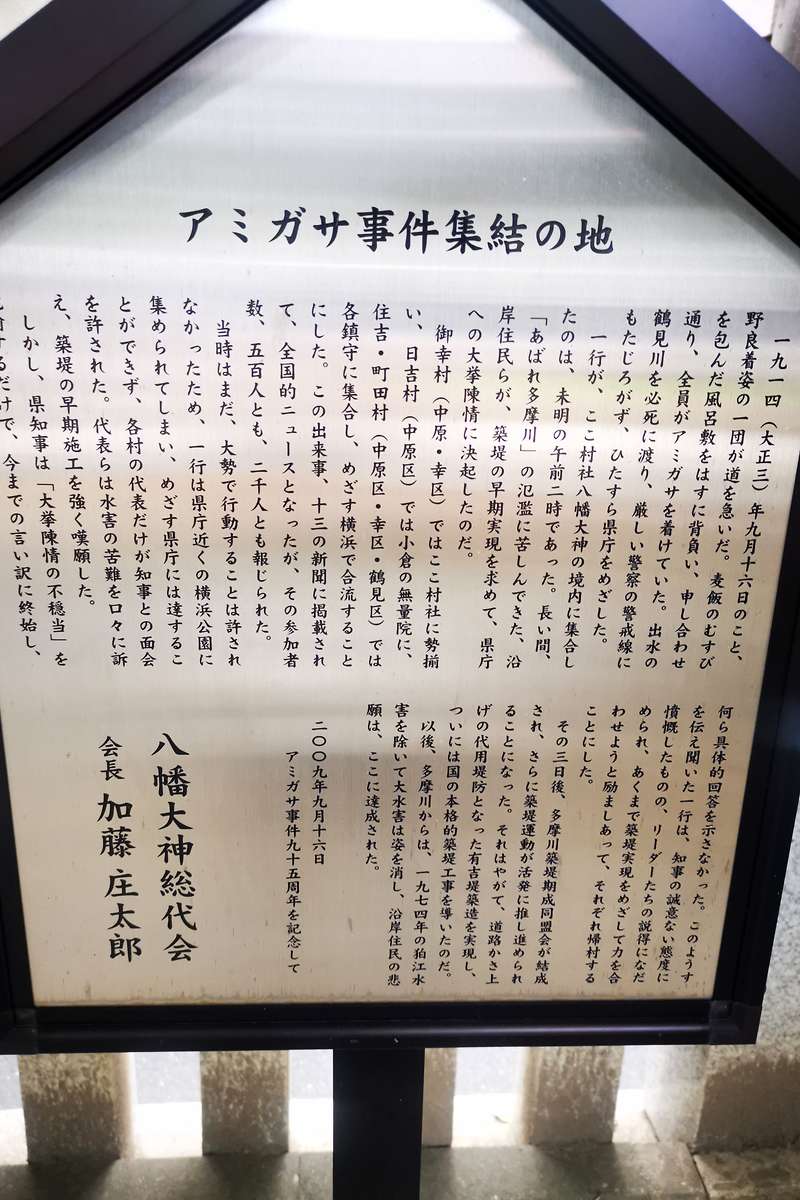 アミガサ事件集結の地
一九一四（大正三）年九月十六日のこと、
野良着姿の一団が道を急いだ。麦飯のむすび
を包んだ風呂敷をはすに背負い、申し合わせ
通り、全員がアミガサを着けていた。出水の
鶴見川を必死に渡り、厳しい警察の警戒線に
もたじろがず、ひたすら県庁をめざした。
一行が、ここ村社八幡大神の境内に集合し
たのは、未明の午前二時であった。長い間、
「あばれ多摩川」の氾濫に苦しんできた、沿
岸住民らが、築堤の早期実現を求めて、県庁
への大挙陳情に決起したのだ。
御幸村（中原・幸区）ではここ村社に勢揃
い、日吉村（中原区）では小倉の無量院に、
住吉・町田村（中原区・幸区・鶴見区）では
各鎮守に集合し、めざす横浜で合流すること
にした。この出来事、十三の新聞に掲載され
て、全国的ニュースとなったが、その参加者
数、五百人とも、二千人とも報じられた。
当時はまだ、大勢で行動することは許され
なかったため、一行は県庁近くの横浜公園に
集められてしまい、めざす県庁には達するこ
とができず、各村の代表だけが知事との面会
を許された。代表らは水害の苦難を口々に訴
え、築堤の早期施工を強く嘆願した。
しかし、県知事は「大挙陳情の不穏当」を
するだけで、今までの言い訳に終始し、
何ら具体的回答を示さなかった。このようす
を伝え聞いた一行は、知事の誠意ない態度に
憤慨したものの、リーダーたちの説得になだ
められ、あくまで築堤実現をめざして力を合
わせようと励ましあって、それぞれ帰村する
ことにした。
その三日後、多摩川築堤期成同盟会が結成
され、さらに築堤運動が活発に推し進められ
ることになった。それはやがて、道路かさ上
げの代用堤防となった有吉堤築造を実現し、
ついには国の本格的築堤工事を導いたのだ。
以後、多摩川からは、一九七四年の狛江水
害を除いて大水害は姿を消し、沿岸住民の悲
願は、ここに達成された。
二〇〇九年九月十六日
アミガサ事件九十五周年を記念して
八幡大神総代会
会長 加藤庄太郎